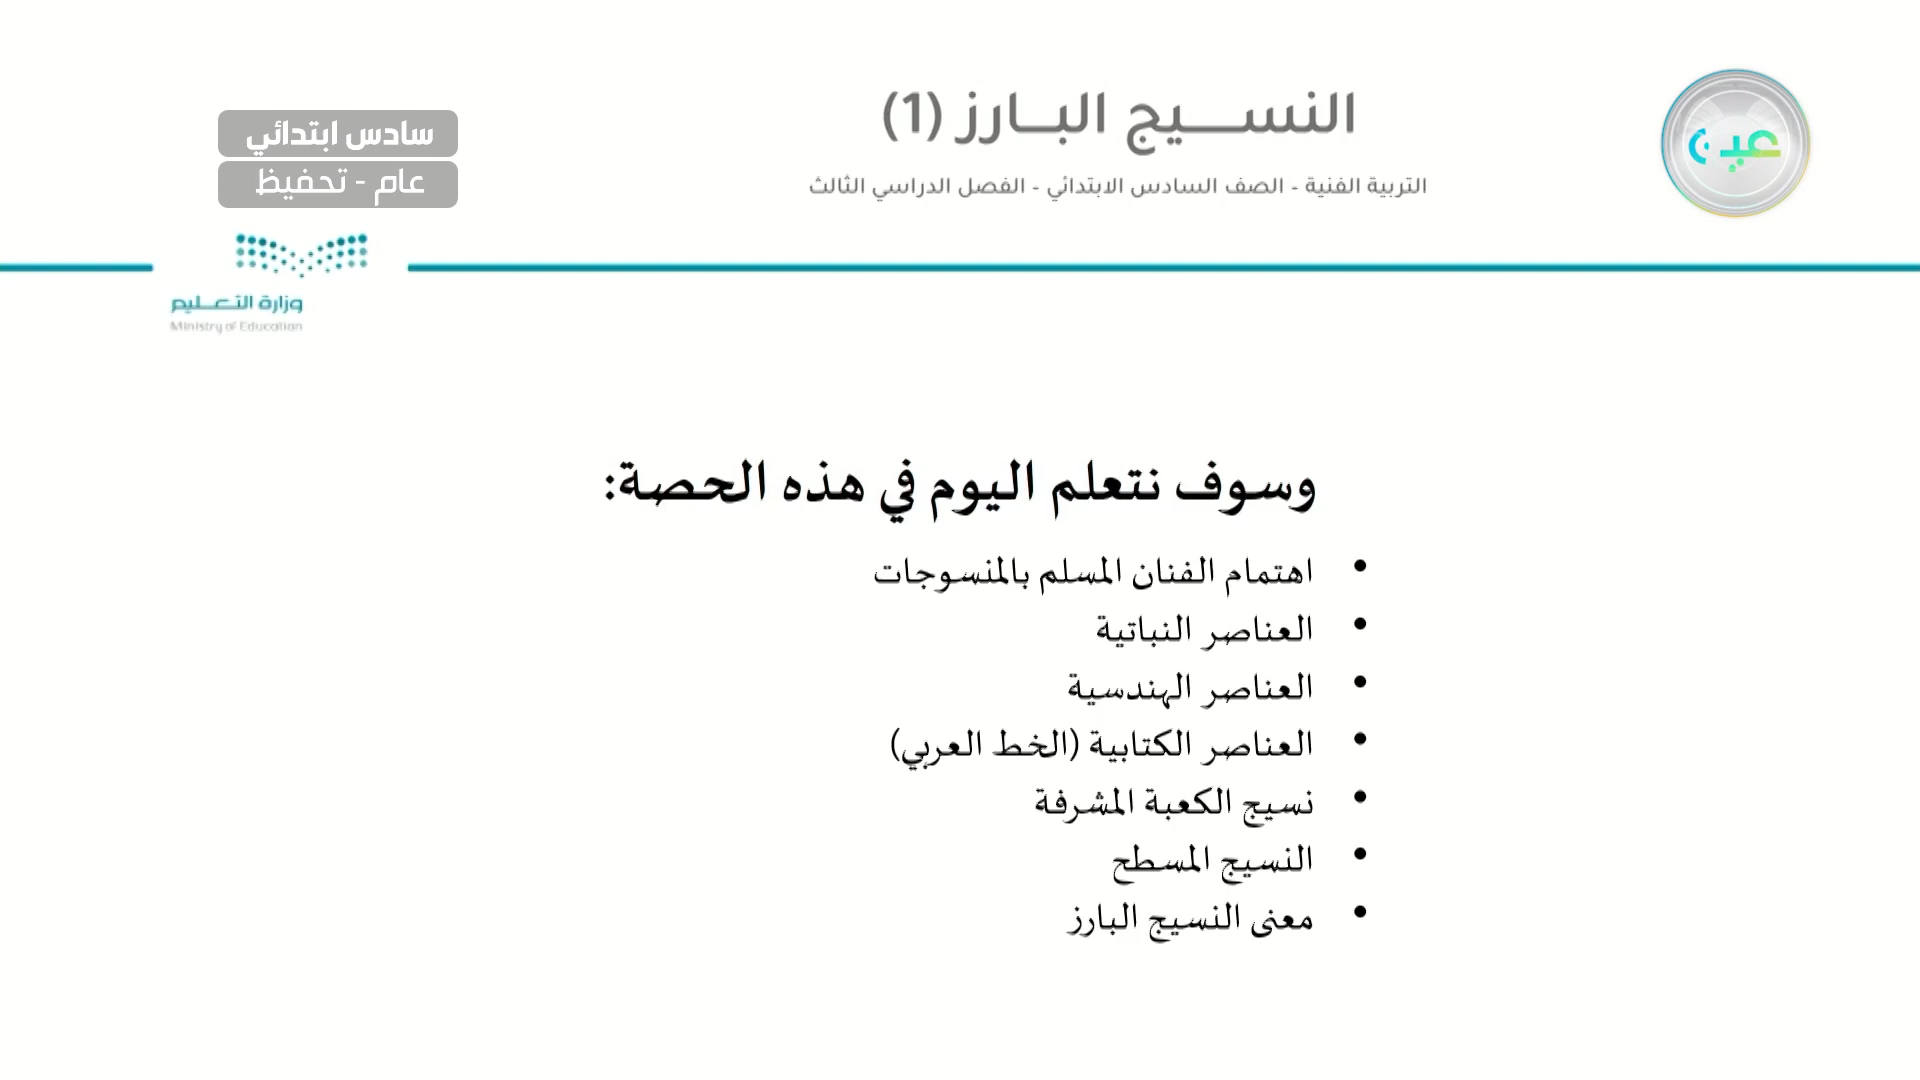 النسيج البارز (1)
التربية الفنية - الصف السادس الابتدائي - الفصل الدراسي الثالث
عين
سادس ابتدائي
عام - تحفيظ
وزارة التعليم
Ministry of Education
وسوف نتعلم اليوم في هذه الحصة:
• اهتمام الفنان المسلم بالمنسوجات
• العناصر النباتية
• العناصر الهندسية
• العناصر الكتابية (الخط العربي)
• نسيج الكعبة المشرفة
• النسيج المسطح
• معنى النسيج البارز